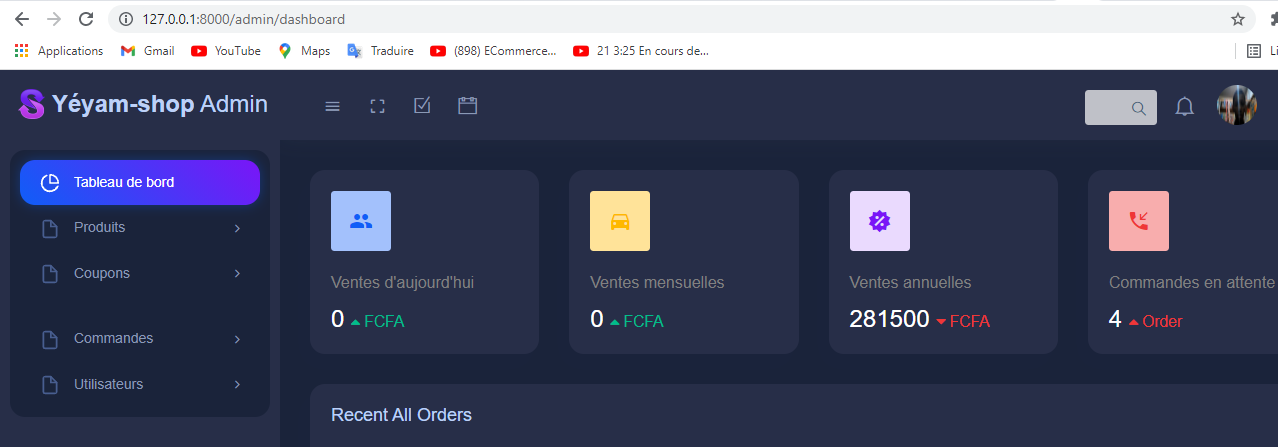 127.0.0.1:8000/admin/dashboard
Applications Gmail YouTube Maps Traduire (898) ECommerce... 21 3:25 En cours de... Li
Yéyam-shop Admin
Tableau de bord
Produits
Coupons
Commandes
Utilisateurs
Ventes d'aujourd'hui
0 FCFA
Ventes mensuelles
0 FCFA
Ventes annuelles
281500 FCFA
Commandes en attente
4 Order
Recent All Orders